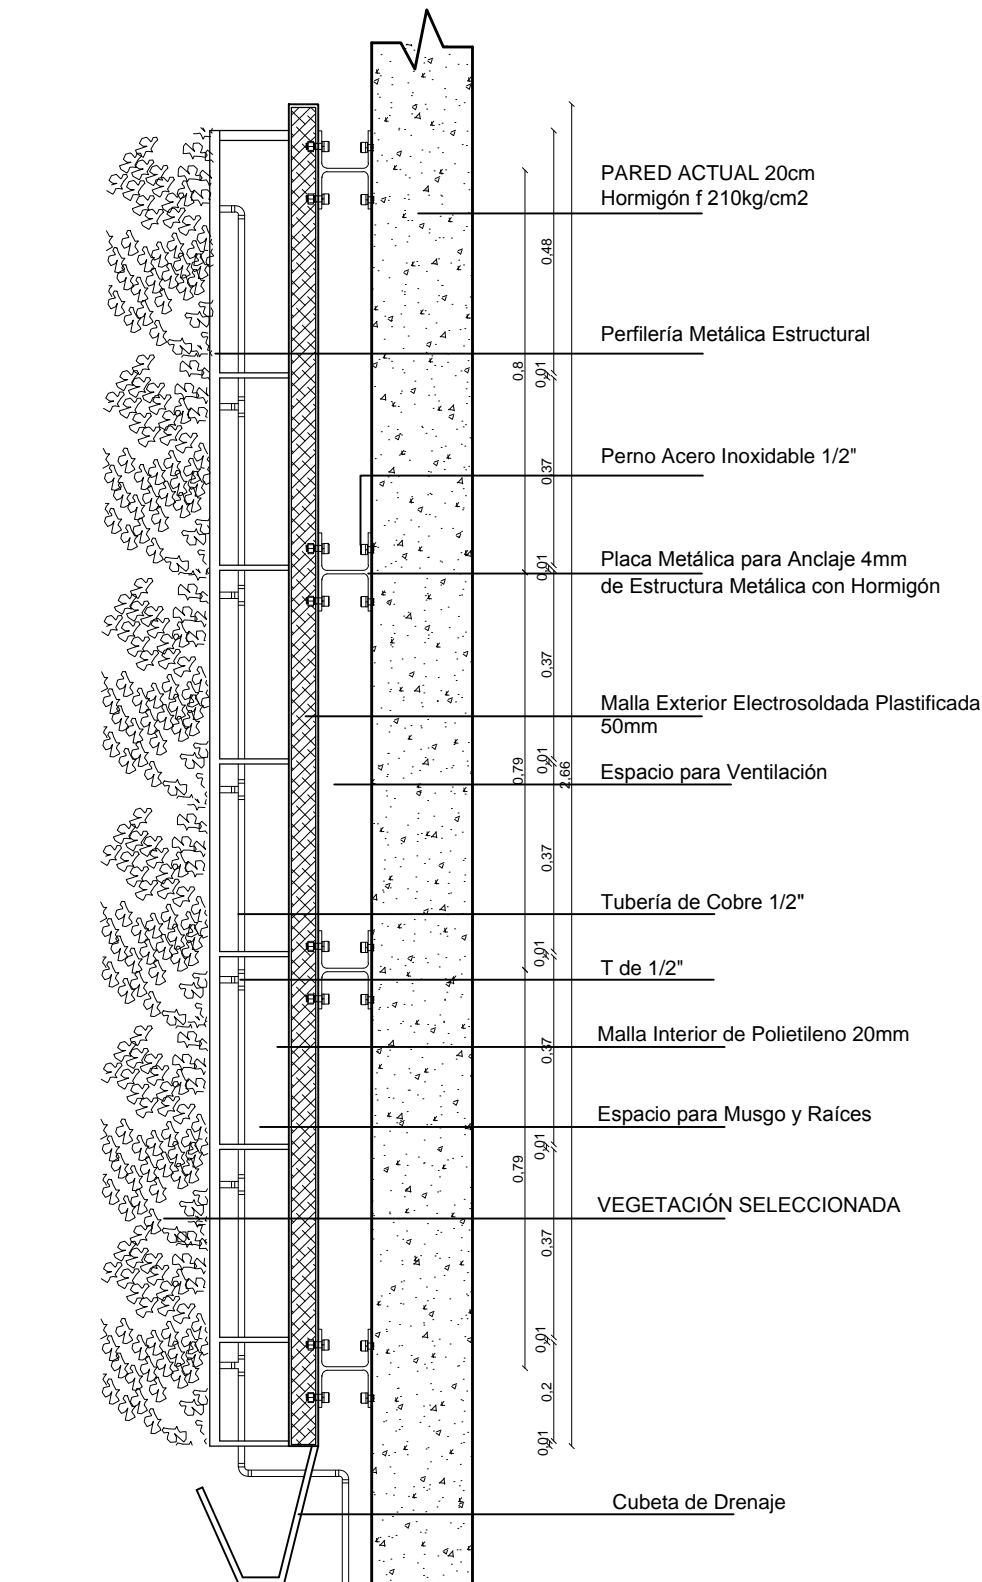 PARED ACTUAL 20cm
Hormigón f 210kg/cm2
0,48
Perfilería Metálica Estructural
0,8
0,01
Perno Acero Inoxidable 1/2"
0,37
Placa Metálica para Anclaje 4mm
de Estructura Metálica con Hormigón
0,01
0,37
Malla Exterior Electrosoldada Plastificada
50mm
0,01
0,79
2,66
Espacio para Ventilación
0,37
Tubería de Cobre 1/2"
0,01
T de 1/2"
Malla Interior de Polietileno 20mm
0,37
Espacio para Musgo y Raíces
0,01
0,79
VEGETACIÓN SELECCIONADA
0,37
0,01
0,2
0,01
Cubeta de Drenaje